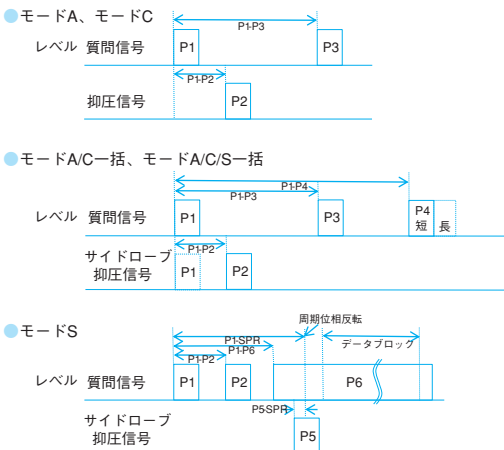 ●モードA、モードC
P1-P3
レベル 質問信号 P1 P3
P1-P2
抑圧信号 P2
●モードA/C一括、モードA/C/S一括
P1-P4
P1-P3
レベル 質問信号 P1 P3 P4 短 長
サイドローブ 抑圧信号 P1-P2 P1 P2
●モードS
周期位相反転
P1-SPR
データブロック
P1-P6
P1-P2
レベル 質問信号 P1 P2 P6
P5-SPR
サイドローブ 抑圧信号 P5